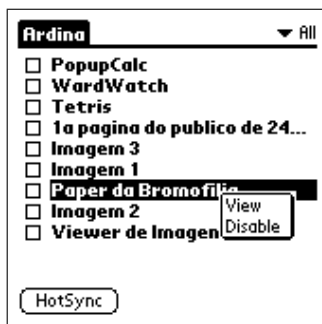 Ardina All
PopupCalc
WardWatch
Tetris
1a pagina do publico de 24...
Imagem 3
Imagem 1
Paper da Bromofilia
View
Imagem 2
Disable
Viewer de Imagen
HotSync